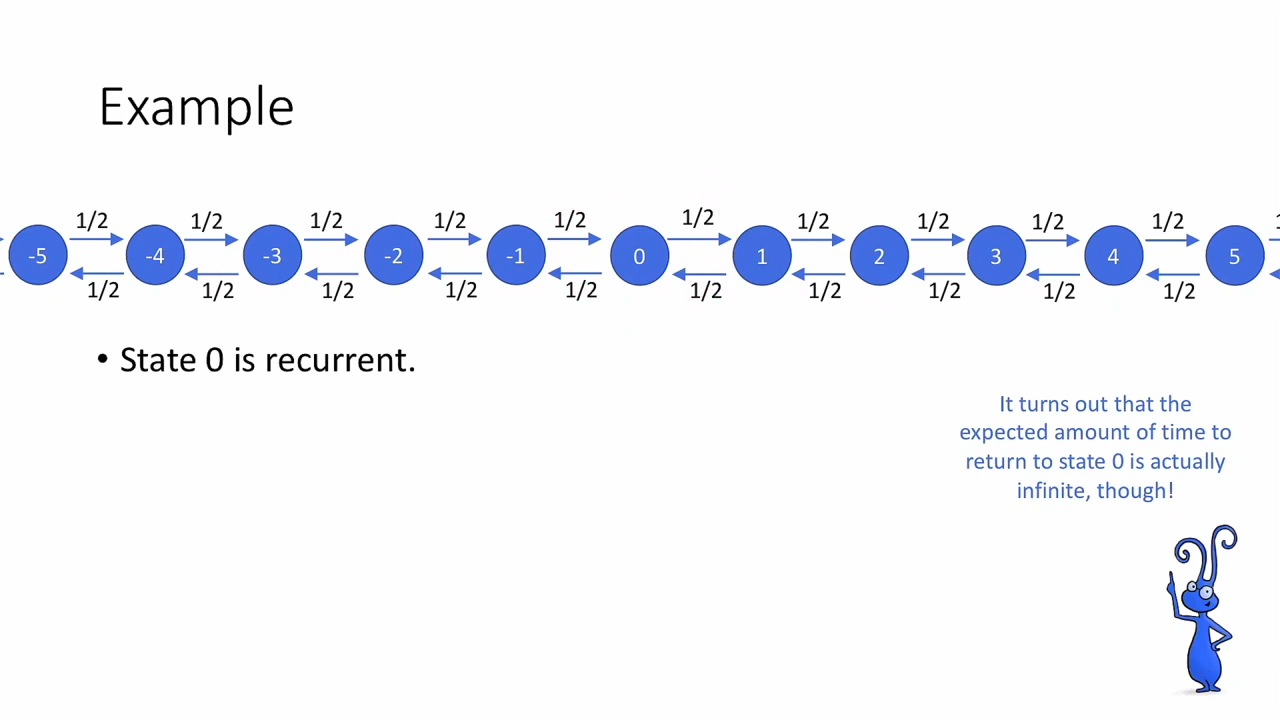 Example
1/2 1/2 1/2 1/2 1/2 1/2 1/2 1/2 1/2 1/2
-5 -4 -3 -2 -1 0 1 2 3 4 5
1/2 1/2 1/2 1/2 1/2 1/2 1/2 1/2 1/2 1/2
• State 0 is recurrent.
It turns out that the
expected amount of time to
return to state 0 is actually
infinite, though!